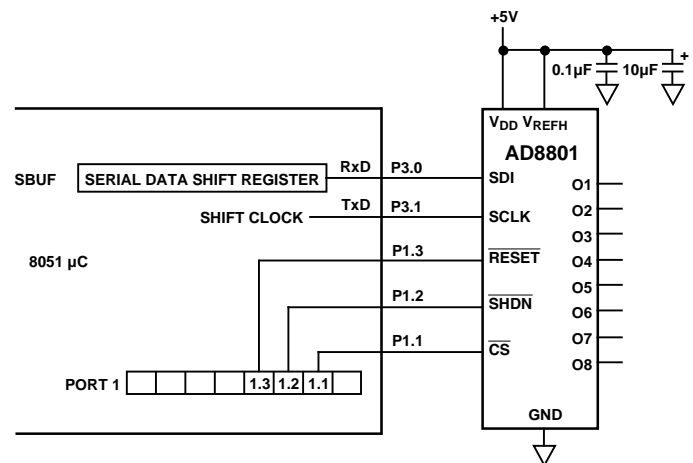 +5V
0.1µF 10µF +
VDD VREFH
AD8801
RxD P3.0
SBUF SERIAL DATA SHIFT REGISTER SDI
O1
TxD P3.1
SHIFT CLOCK SCLK
O2
O3
P1.3
8051 µC RESET
O4
O5
P1.2
SHDN
O6
P1.1
O7
CS
O8
PORT 1 1.3 1.2 1.1
GND